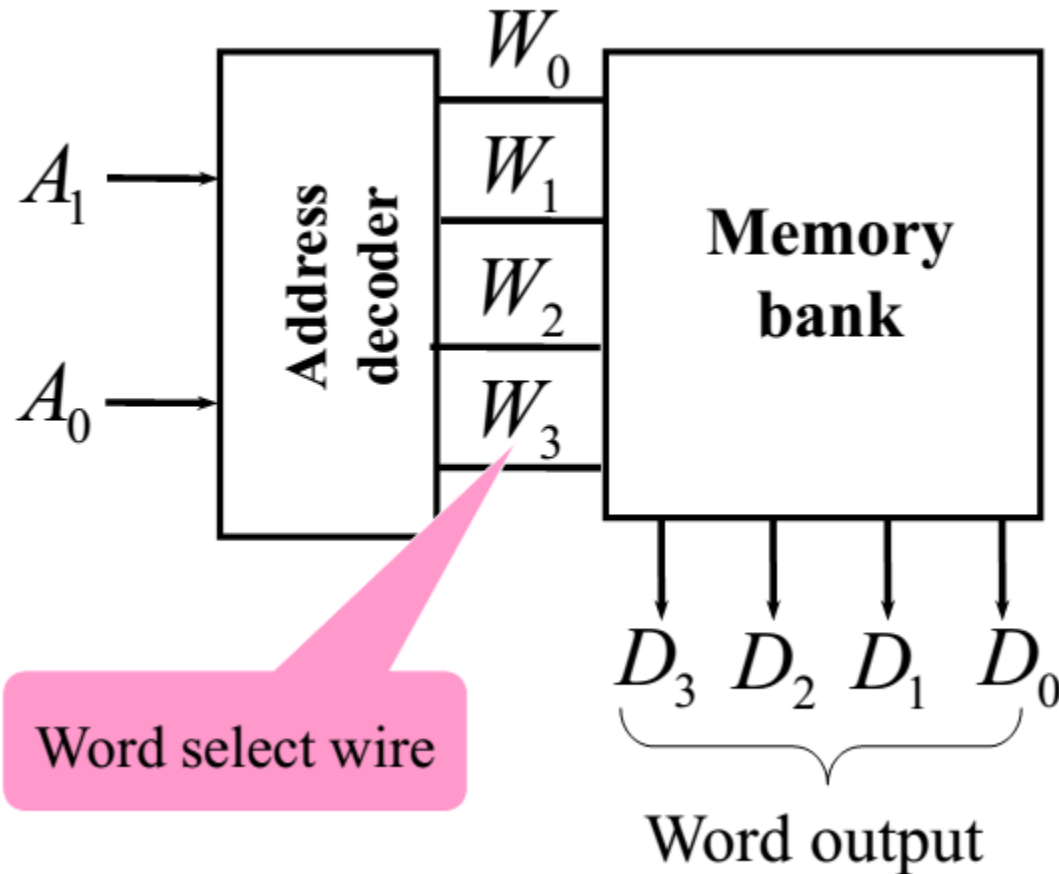 W₀
A₁
W₁
Address
decoder
Memory
bank
W₂
A₀
W₃
D₃ D₂ D₁ D₀
Word select wire
Word output